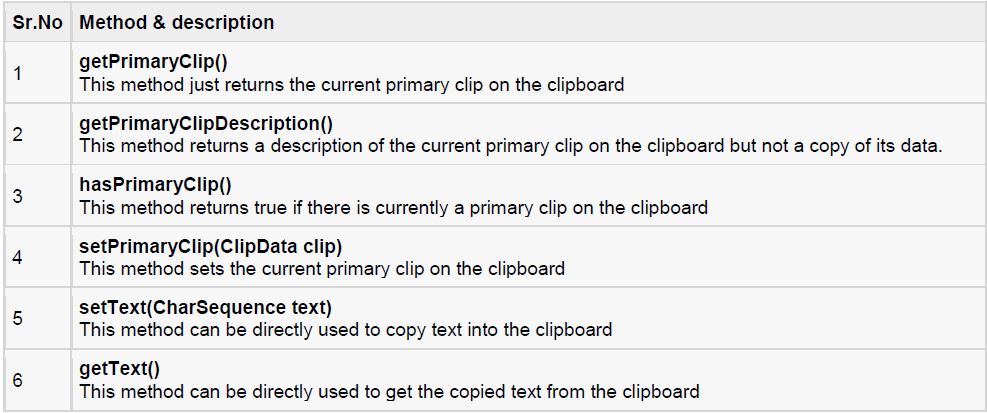 Sr.No Method & description
1
getPrimaryClip()
This method just returns the current primary clip on the clipboard
2
getPrimaryClipDescription()
This method returns a description of the current primary clip on the clipboard but not a copy of its data.
3
hasPrimaryClip()
This method returns true if there is currently a primary clip on the clipboard
4
setPrimaryClip(ClipData clip)
This method sets the current primary clip on the clipboard
5
setText(CharSequence text)
This method can be directly used to copy text into the clipboard
6
getText()
This method can be directly used to get the copied text from the clipboard